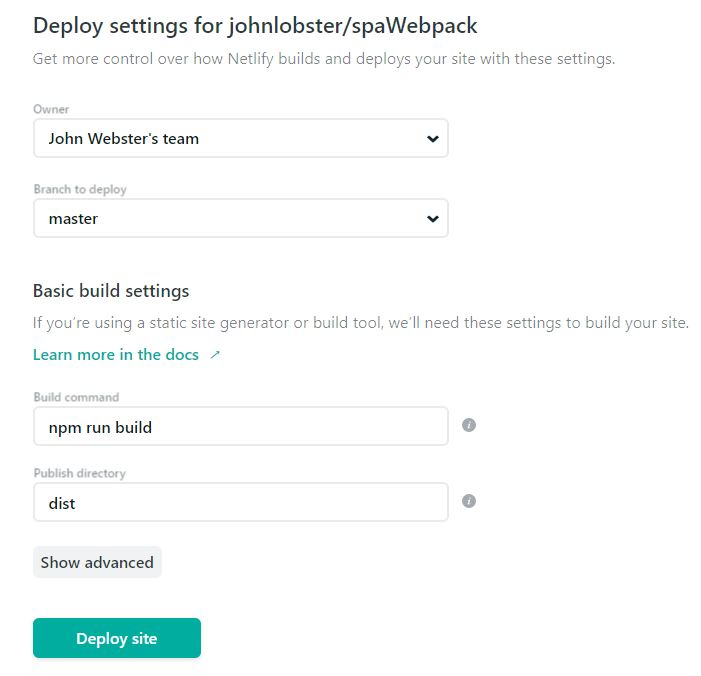 Deploy settings for johnlobster/spaWebpack
Get more control over how Netlify builds and deploys your site with these settings.
Owner
John Webster's team
Branch to deploy
master
Basic build settings
If you’re using a static site generator or build tool, we’ll need these settings to build your site.
Learn more in the docs ↗
Build command
npm run build
Publish directory
dist
Show advanced
Deploy site